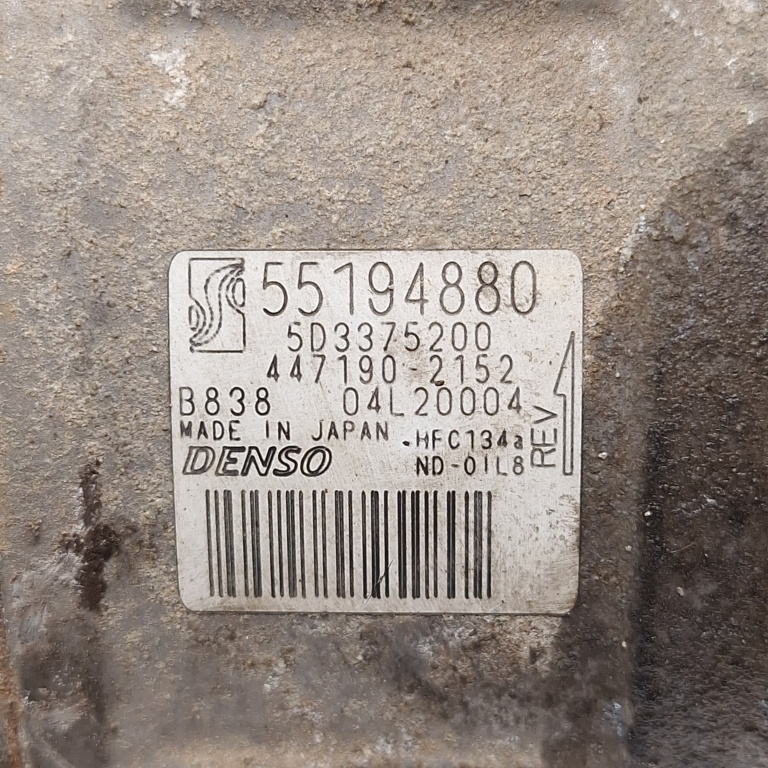 55194880
5D3375200
447190-2152
B838 04L20004
MADE IN JAPAN HFC134a
DENSO ND-OIL8
REV